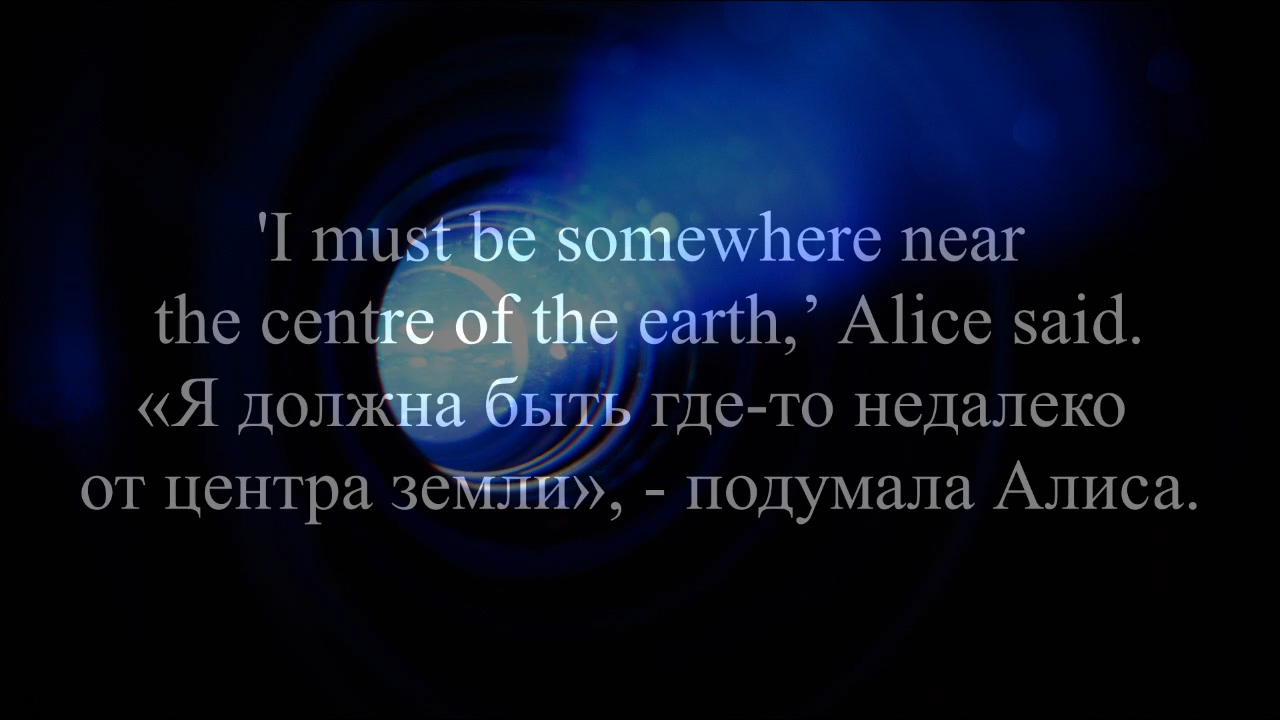 'I must be somewhere near
the centre of the earth,’ Alice said.
«Я должна быть где-то недалеко
от центра земли», - подумала Алиса.